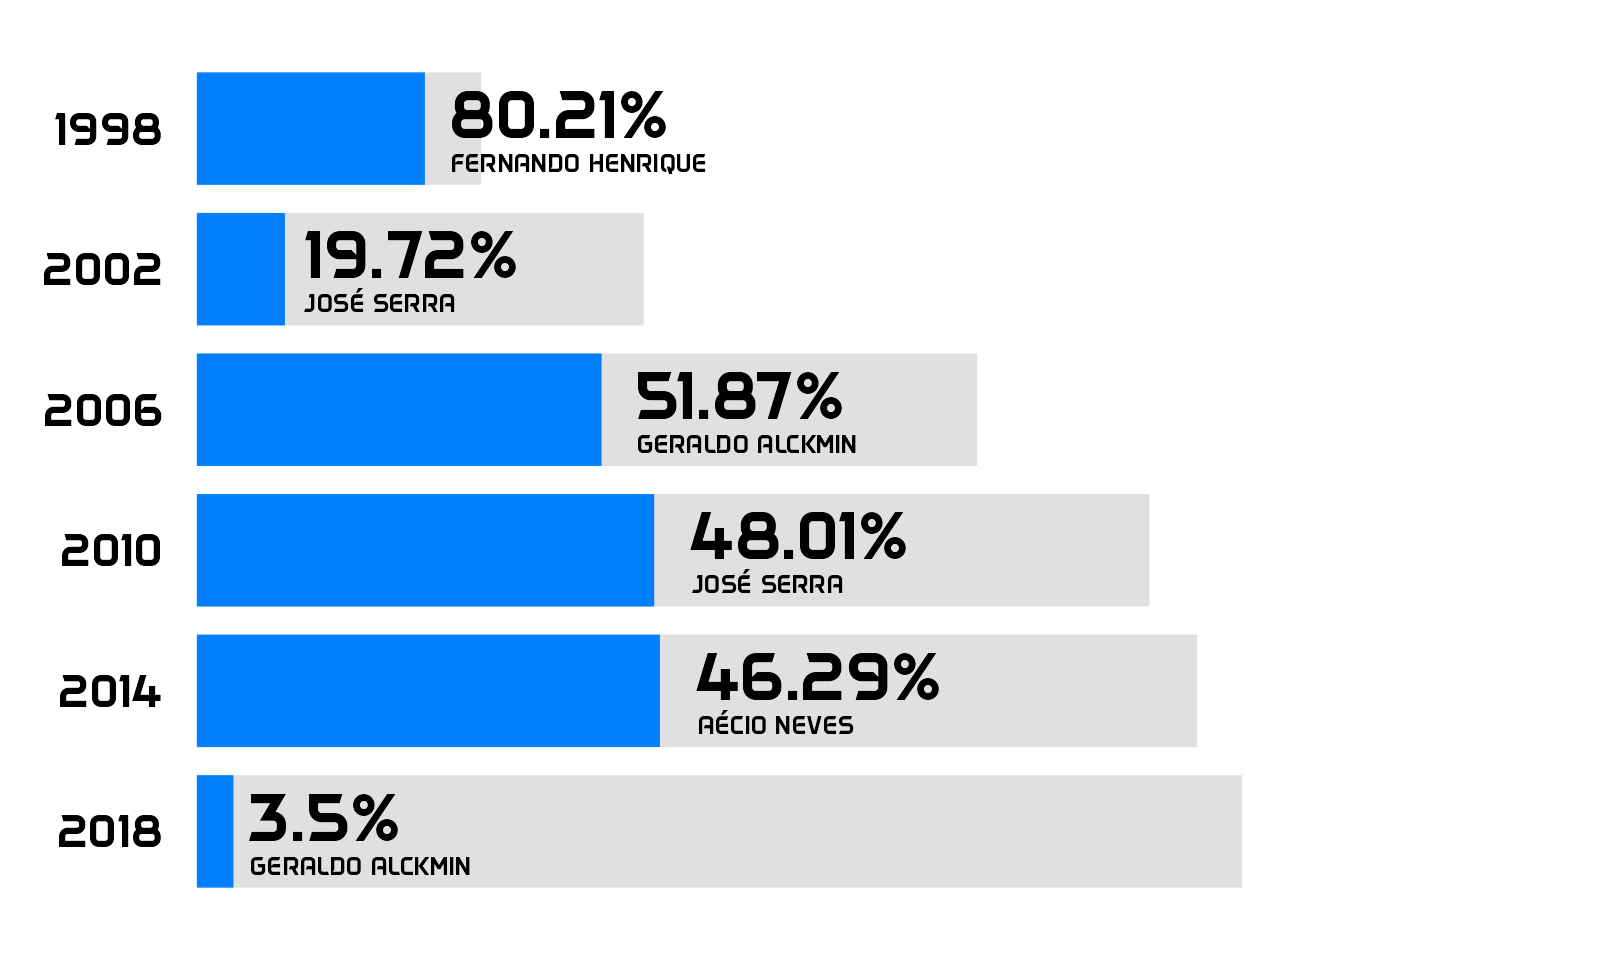 1998
80.21%
FERNANDO HENRIQUE
2002
19.72%
JOSÉ SERRA
2006
51.87%
GERALDO ALCKMIN
2010
48.01%
JOSÉ SERRA
2014
46.29%
AÉCIO NEVES
2018
3.5%
GERALDO ALCKMIN